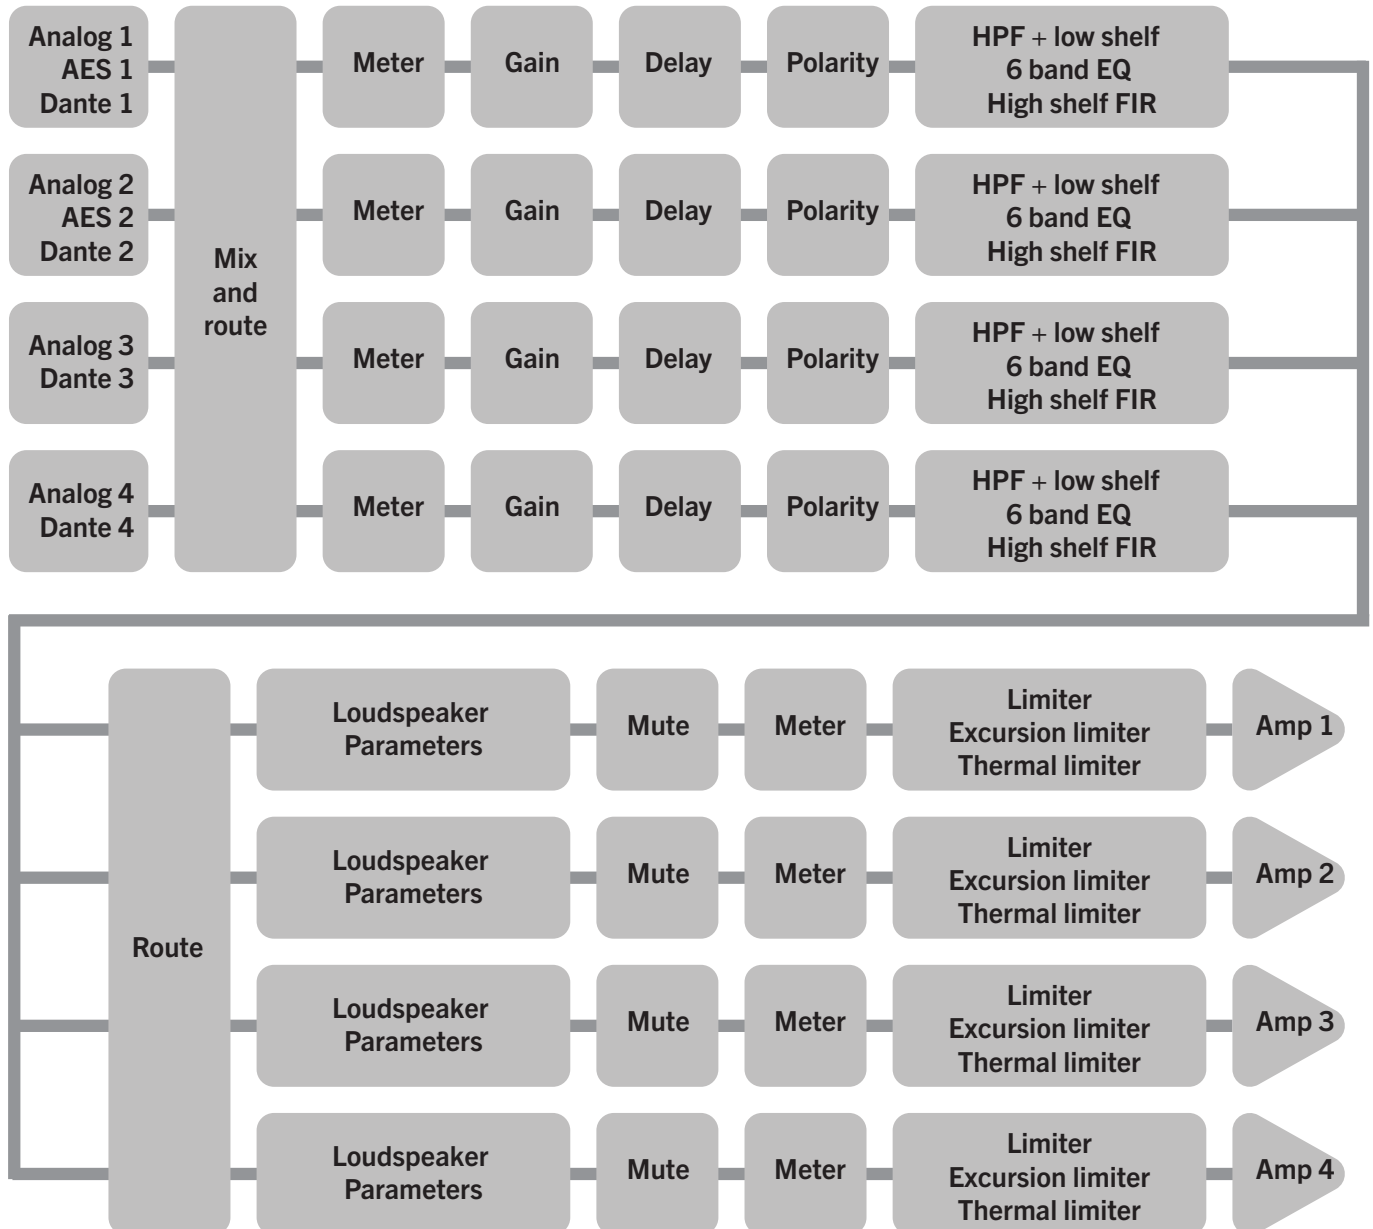 Analog 1
AES 1
Dante 1
Meter
Gain
Delay
Polarity
HPF + low shelf
6 band EQ
High shelf FIR
Analog 2
AES 2
Dante 2
Mix
and
route
Meter
Gain
Delay
Polarity
HPF + low shelf
6 band EQ
High shelf FIR
Analog 3
Dante 3
Meter
Gain
Delay
Polarity
HPF + low shelf
6 band EQ
High shelf FIR
Analog 4
Dante 4
Meter
Gain
Delay
Polarity
HPF + low shelf
6 band EQ
High shelf FIR
Route
Loudspeaker
Parameters
Mute
Meter
Limiter
Excursion limiter
Thermal limiter
Amp 1
Loudspeaker
Parameters
Mute
Meter
Limiter
Excursion limiter
Thermal limiter
Amp 2
Loudspeaker
Parameters
Mute
Meter
Limiter
Excursion limiter
Thermal limiter
Amp 3
Loudspeaker
Parameters
Mute
Meter
Limiter
Excursion limiter
Thermal limiter
Amp 4